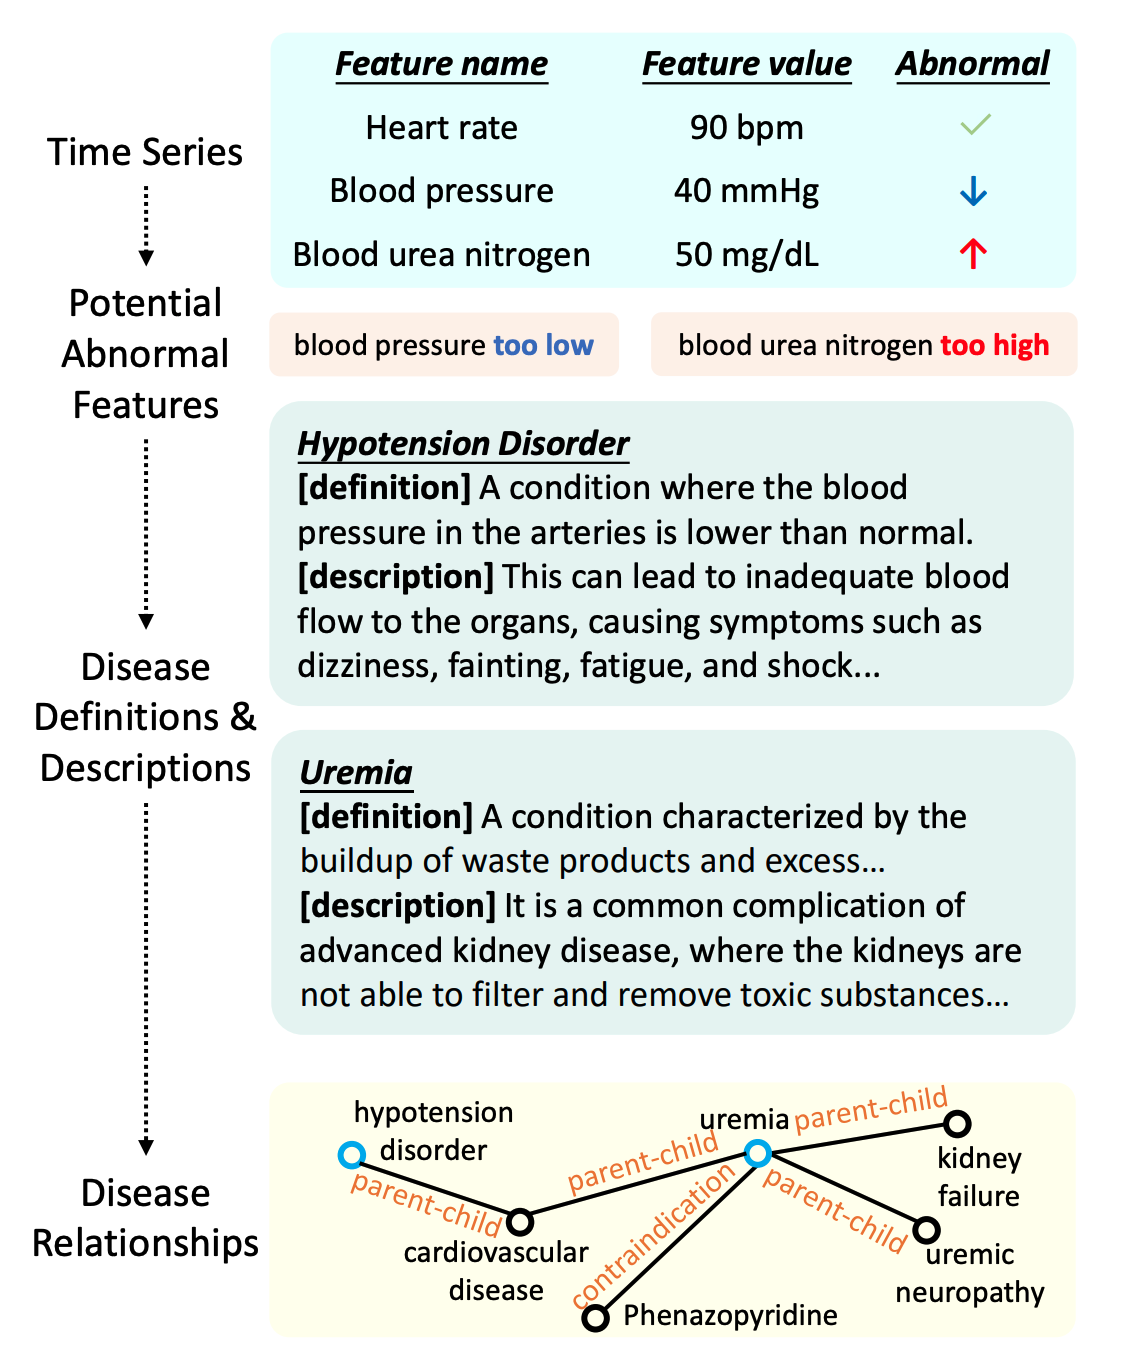 Feature name Feature value Abnormal
Heart rate 90 bpm
Blood pressure 40 mmHg
Blood urea nitrogen 50 mg/dL
Time Series
Potential
Abnormal
Features
blood pressure too low
blood urea nitrogen too high
Hypotension Disorder
[definition] A condition where the blood
pressure in the arteries is lower than normal.
[description] This can lead to inadequate blood
flow to the organs, causing symptoms such as
dizziness, fainting, fatigue, and shock...
Disease
Definitions &
Descriptions
Uremia
[definition] A condition characterized by the
buildup of waste products and excess...
[description] It is a common complication of
advanced kidney disease, where the kidneys are
not able to filter and remove toxic substances...
Disease
Relationships
hypotension
disorder
parent-child
cardiovascular
disease
parent-child
uremia
parent-child
kidney
failure
parent-child
uremic
neuropathy
contraindication
Phenazopyridine